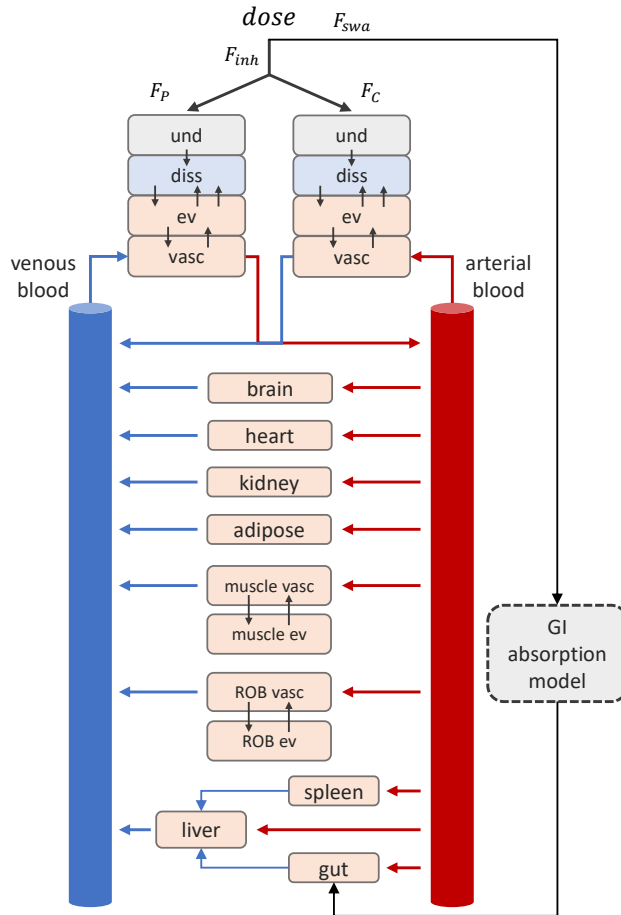 dose
F_swa
F_inh
F_P
F_C
und
und
diss
diss
ev
ev
vasc
vasc
venous
blood
arterial
blood
brain
heart
kidney
adipose
muscle vasc
muscle ev
GI
absorption
model
ROB vasc
ROB ev
spleen
liver
gut